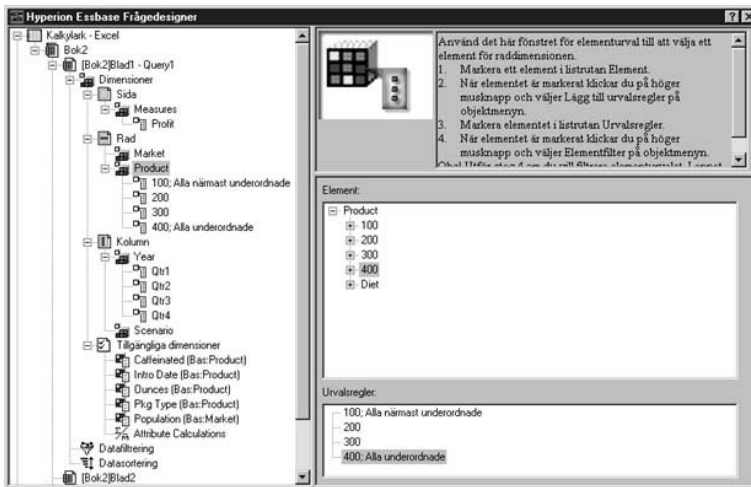 Hyperion Essbase Frågedesigner
Kalkylark - Excel
Bok2
[Bok2]Blad1 - Query1
Dimensioner
Sida
Measures
Profit
Rad
Market
Product
100; Alla närmast underordnade
200
300
400; Alla underordnade
Kolumn
Year
Qtr1
Qtr2
Qtr3
Qtr4
Scenario
Tillgängliga dimensioner
Caffeinated (Bas:Product)
Intro Date (Bas:Product)
Ounces (Bas:Product)
Pkg Type (Bas:Product)
Population (Bas:Market)
Attribute Calculations
Datafiltrering
Datasortering
[Bok2]Blad2
Använd det här fönstret för elementurval till att välja ett
element för raddimensionen.
1. Markera ett element i listrutan Element.
2. När elementet är markerat klickar du på höger
musknapp och väljer Lägg till urvalsregler på
objektmenyn.
3. Markera elementet i listrutan Urvalsregler.
4. När elementet är markerat klickar du på höger
musknapp och väljer Elementfilter på objektmenyn.
Element:
Product
100
200
300
400
Diet
Urvalsregler:
100; Alla närmast underordnade
200
300
400; Alla underordnade